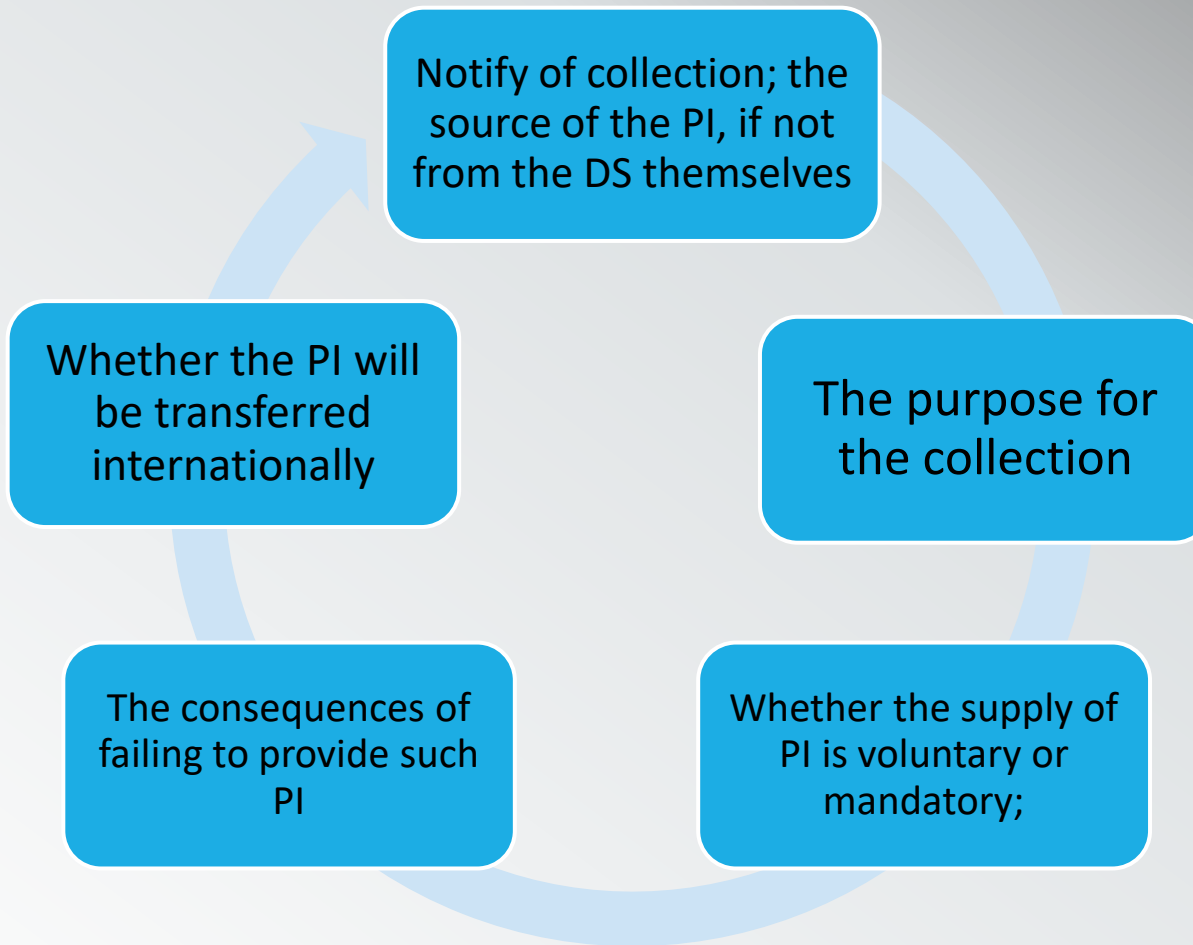 Notify of collection; the
source of the PI, if not
from the DS themselves
The purpose for
the collection
Whether the supply of
PI is voluntary or
mandatory;
The consequences of
failing to provide such
PI
Whether the PI will
be transferred
internationally